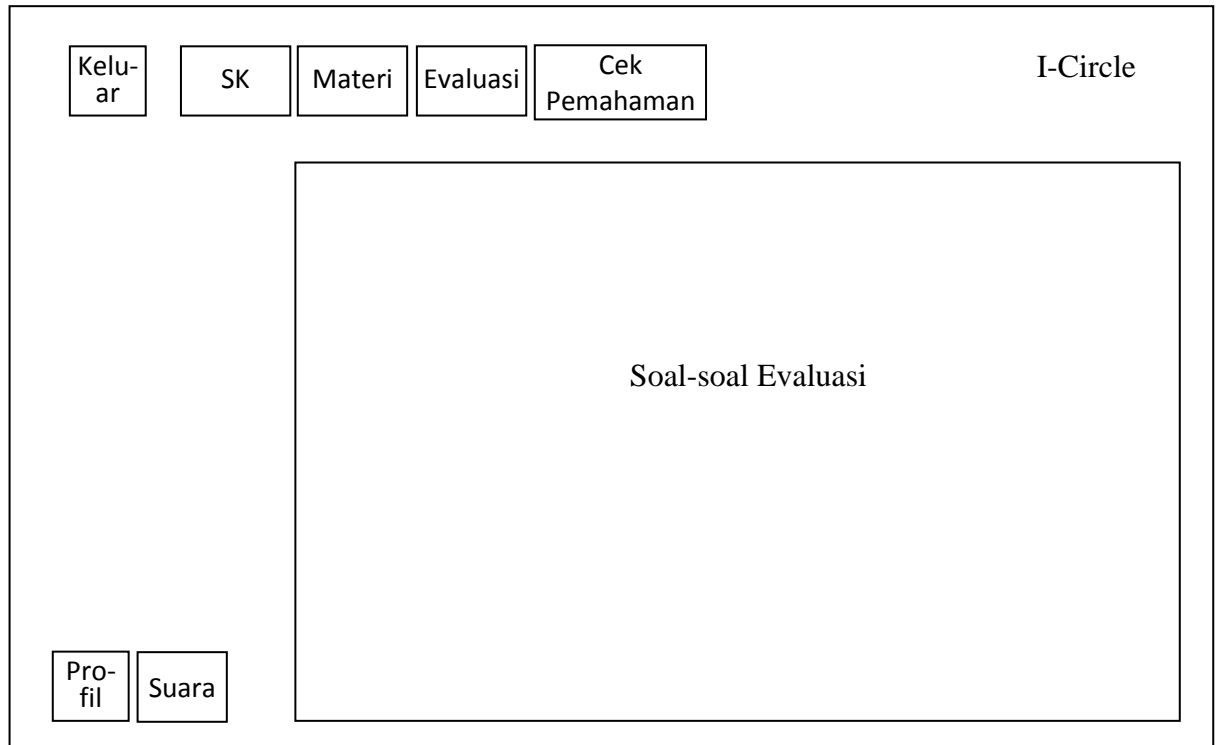 Kelu-
ar
SK
Materi
Evaluasi
Cek
Pemahaman
I-Circle
Soal-soal Evaluasi
Pro-
fil
Suara